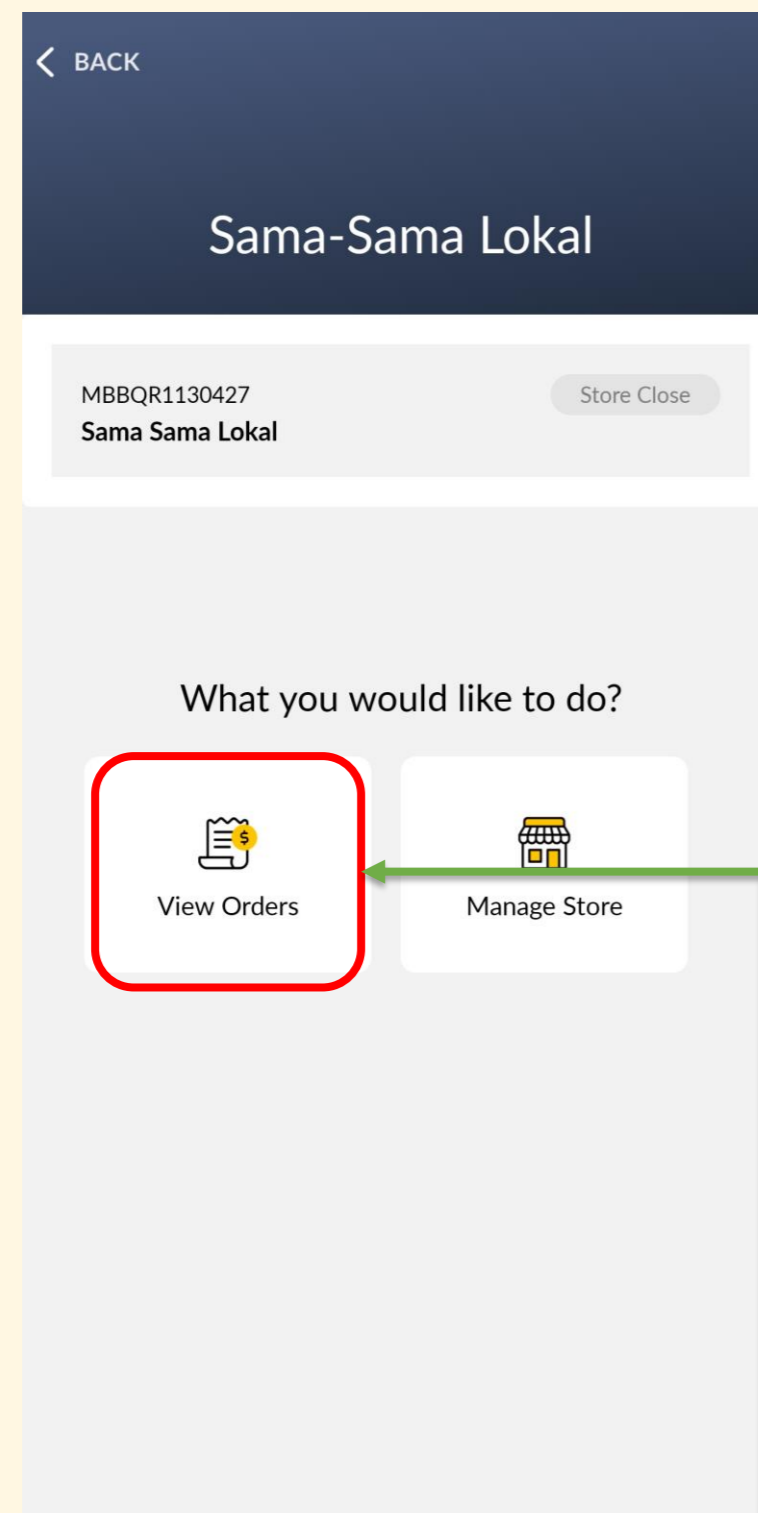 BACK
Sama-Sama Lokal
MBBQR1130427
Store Close
Sama Sama Lokal
What you would like to do?
$
View Orders
Manage Store